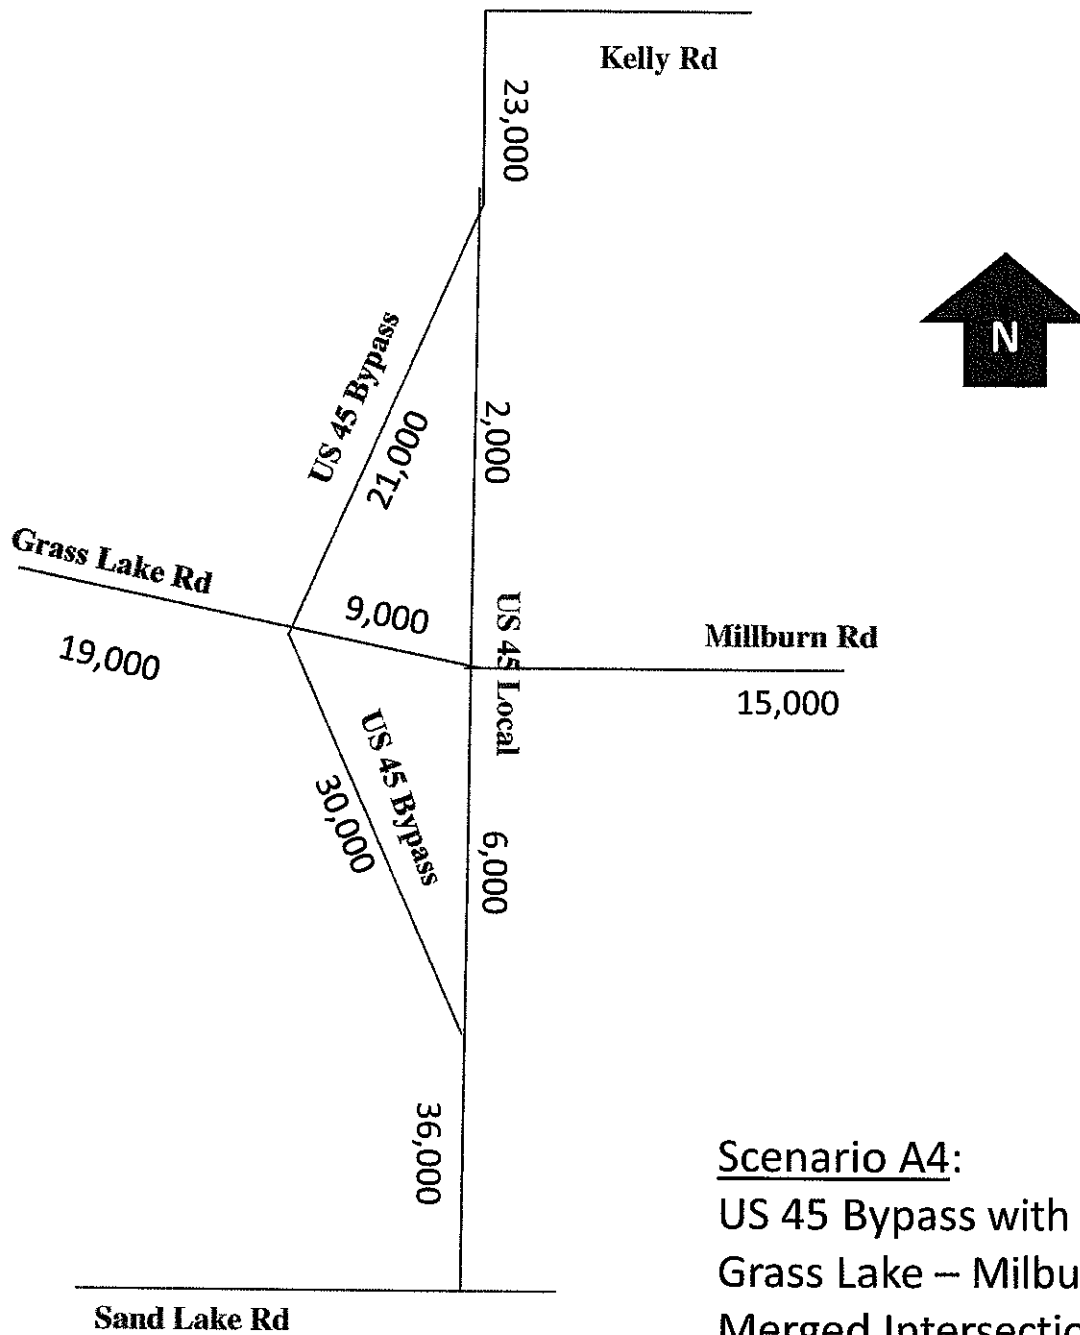 Kelly Rd
23,000
N
US 45 Bypass
21,000
2,000
Grass Lake Rd
9,000
19,000
US 45 Local
Millburn Rd
15,000
US 45 Bypass
30,000
6,000
36,000
Scenario A4:
US 45 Bypass with
Grass Lake – Milbu
Merged Intersectio
Sand Lake Rd